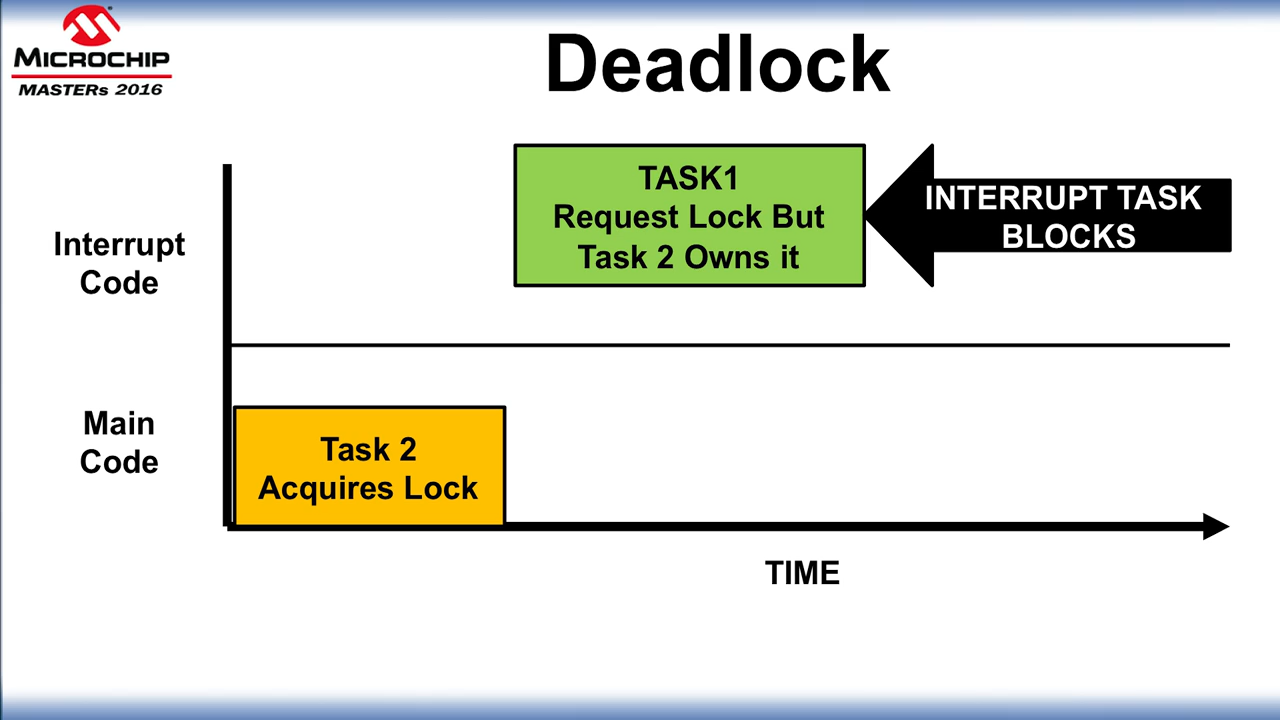 MICROCHIP
MASTERs 2016
Deadlock
TASK1
Request Lock But
Task 2 Owns it
INTERRUPT TASK
BLOCKS
Interrupt
Code
Main
Code
Task 2
Acquires Lock
TIME